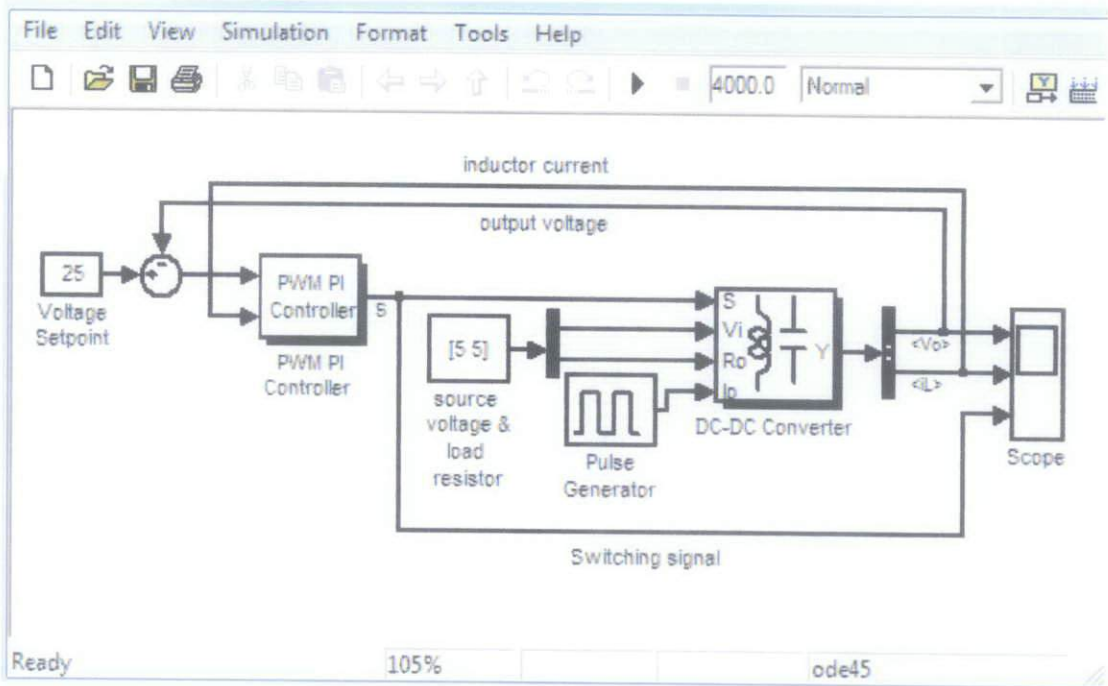 File Edit View Simulation Format Tools Help
4000.0 Normal
inductor current
output voltage
25
Voltage
Setpoint
PWM PI
Controller
S
PWM PI
Controller
[5 5]
source
voltage &
load
resistor
Pulse
Generator
S
Vi
Ro
Ip
Y
DC-DC Converter
<Vo>
<iL>
Scope
Switching signal
Ready 105% ode45